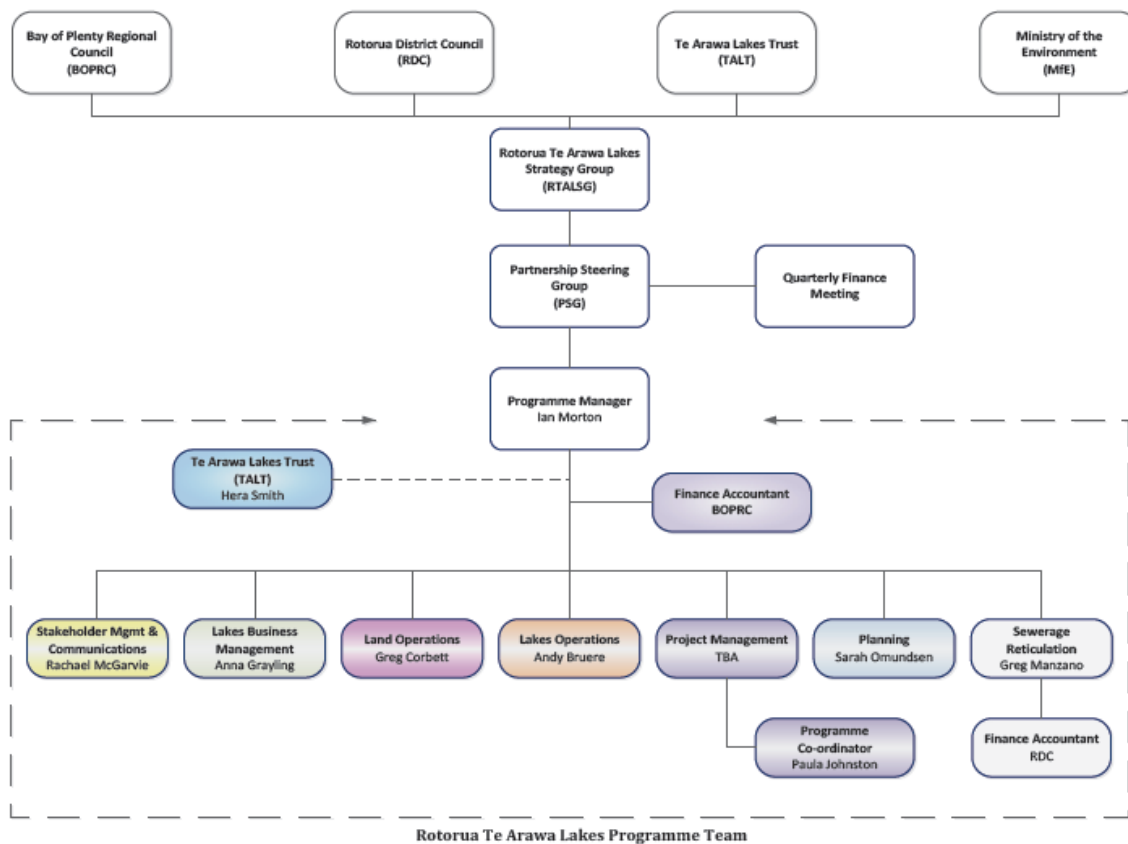 Bay of Plenty Regional
Council
(BOPRC)
Rotorua District Council
(RDC)
Te Arawa Lakes Trust
(TALT)
Ministry of the
Environment
(MfE)
Rotorua Te Arawa Lakes
Strategy Group
(RTALSG)
Partnership Steering
Group
(PSG)
Quarterly Finance
Meeting
Programme Manager
Ian Morton
Te Arawa Lakes Trust
(TALT)
Hera Smith
Finance Accountant
BOPRC
Stakeholder Mgmt &
Communications
Rachael McGarvie
Lakes Business
Management
Anna Grayling
Land Operations
Greg Corbett
Lakes Operations
Andy Bruere
Project Management
TBA
Planning
Sarah Omundsen
Sewerage
Reticulation
Greg Manzano
Programme
Co-ordinator
Paula Johnston
Finance Accountant
RDC
Rotorua Te Arawa Lakes Programme Team